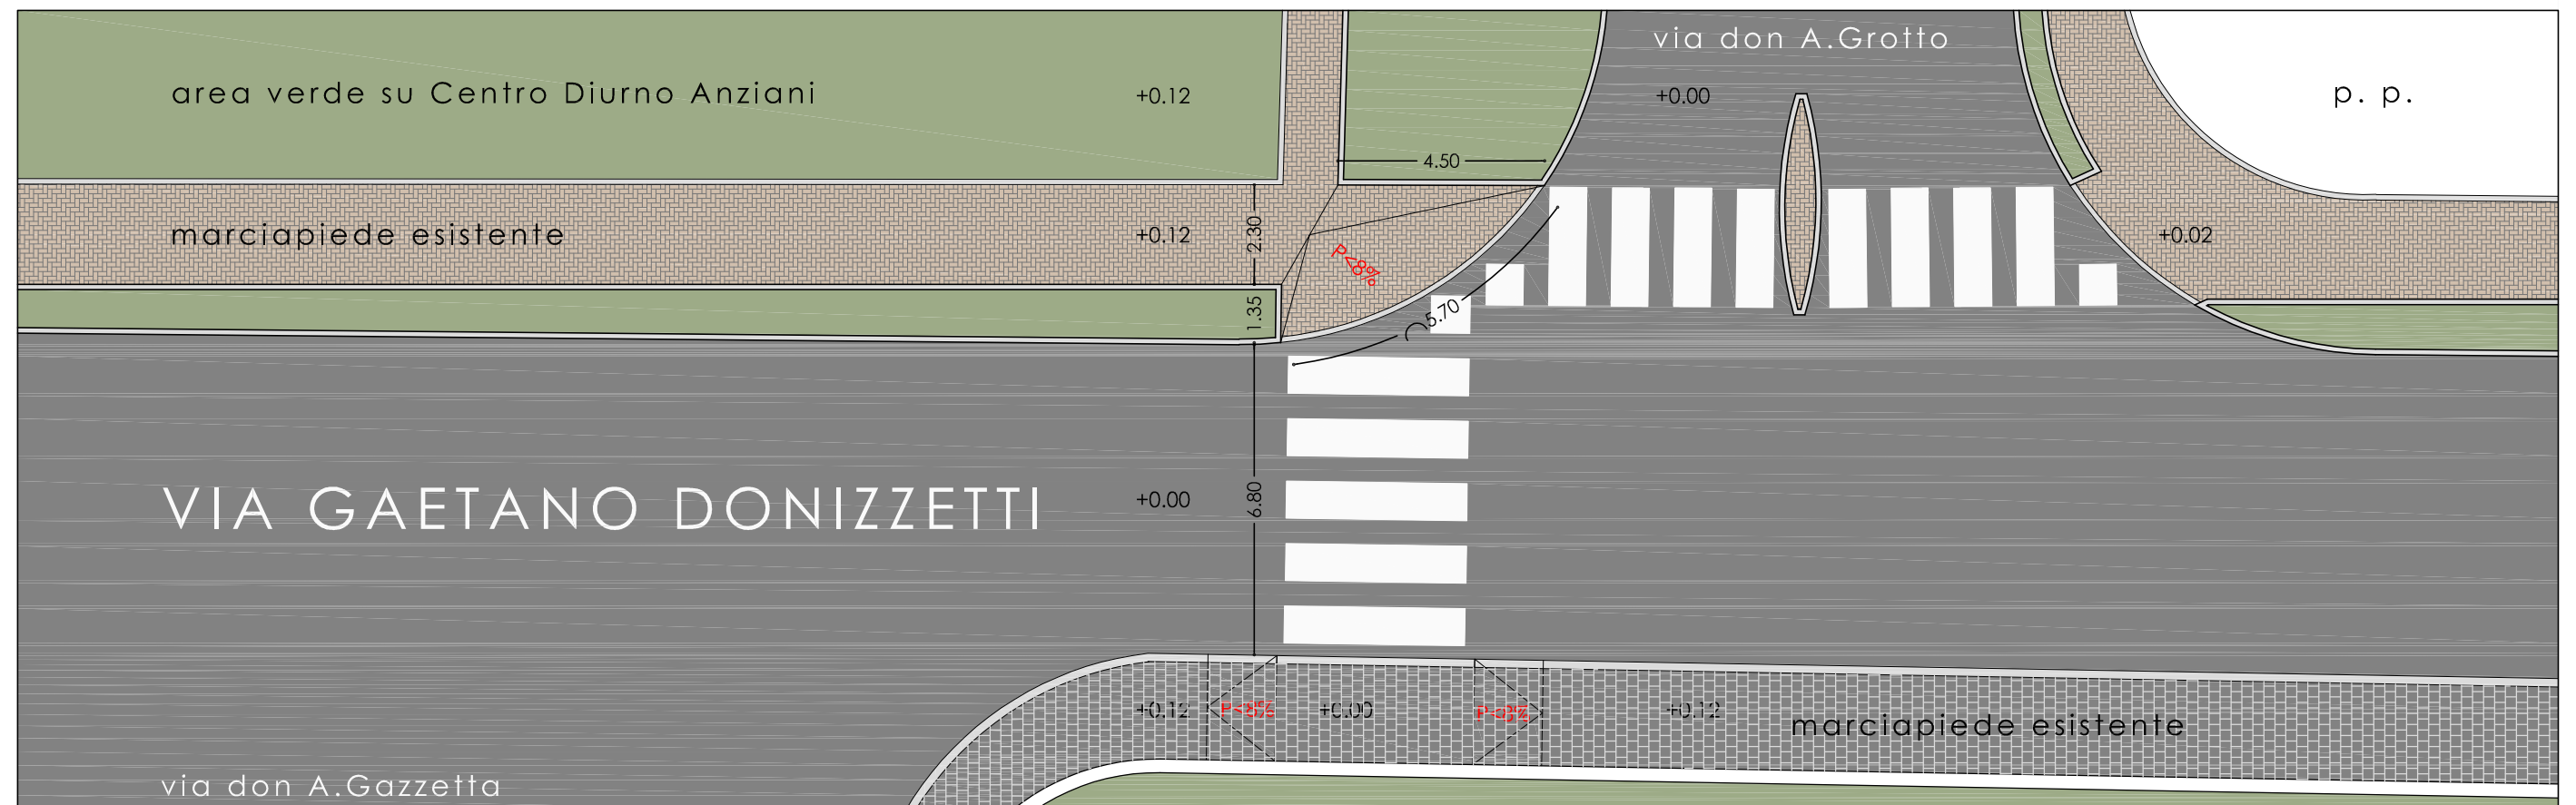 via don A.Grotto
area verde su Centro Diurno Anziani
+0.12
+0.00
p. p.
4.50
marciapiede esistente
+0.12
2.30
P<8%
+0.02
1.35
5.70
VIA GAETANO DONIZZETTI
+0.00
6.80
+0.12
P<8%
+0.00
P<8%
+0.12
marciapiede esistente
via don A.Gazzetta